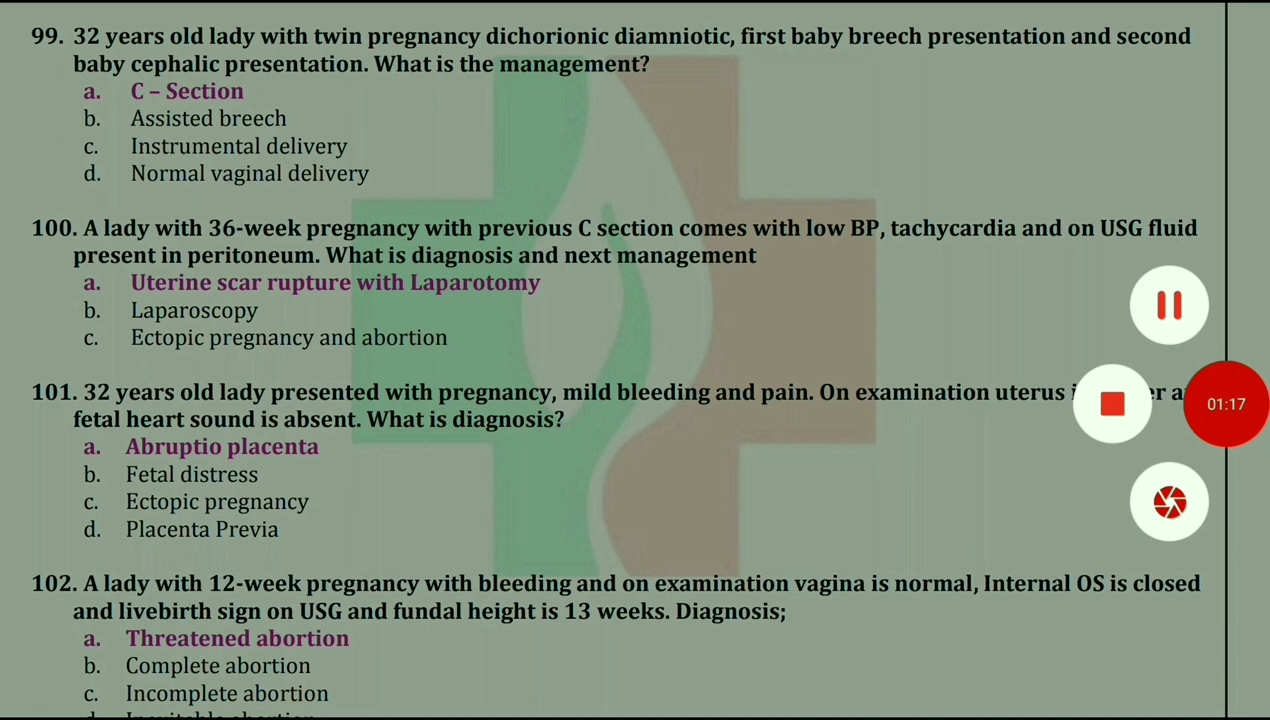 99. 32 years old lady with twin pregnancy dichorionic diamniotic, first baby breech presentation and second
baby cephalic presentation. What is the management?
a. C – Section
b. Assisted breech
c. Instrumental delivery
d. Normal vaginal delivery
100. A lady with 36-week pregnancy with previous C section comes with low BP, tachycardia and on USG fluid
present in peritoneum. What is diagnosis and next management
a. Uterine scar rupture with Laparotomy
b. Laparoscopy
c. Ectopic pregnancy and abortion
101. 32 years old lady presented with pregnancy, mild bleeding and pain. On examination uterus
fetal heart sound is absent. What is diagnosis?
a. Abruptio placenta
b. Fetal distress
c. Ectopic pregnancy
d. Placenta Previa
01:17
102. A lady with 12-week pregnancy with bleeding and on examination vagina is normal, Internal OS is closed
and livebirth sign on USG and fundal height is 13 weeks. Diagnosis;
a. Threatened abortion
b. Complete abortion
c. Incomplete abortion